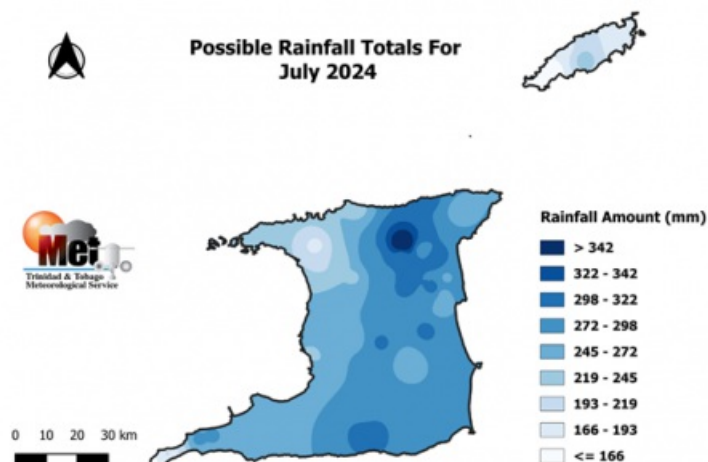 Possible Rainfall Totals For
July 2024
Met
Trinidad & Tobago
Meteorological Service
Rainfall Amount (mm)
> 342
322 - 342
298 - 322
272 - 298
245 - 272
219 - 245
193 - 219
166 - 193
<= 166
0 10 20 30 km